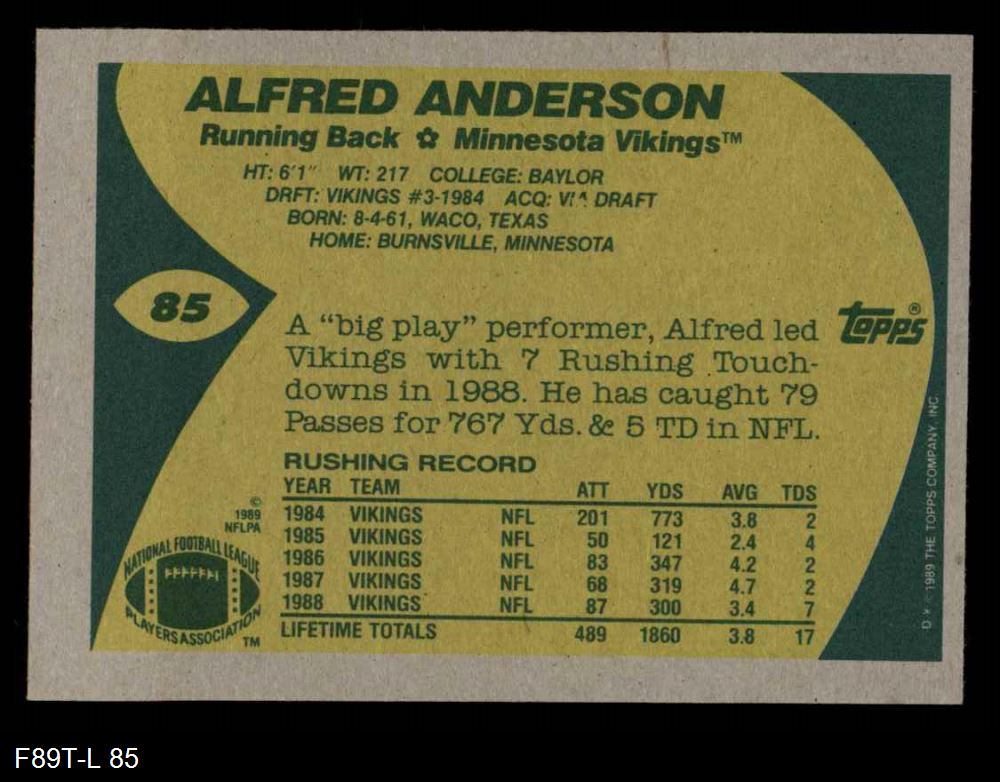 ALFRED ANDERSON
Running Back ✿ Minnesota Vikings™
HT: 6'1" WT: 217 COLLEGE: BAYLOR
DRFT: VIKINGS #3-1984 ACQ: VIA DRAFT
BORN: 8-4-61, WACO, TEXAS
HOME: BURNSVILLE, MINNESOTA
85
topps®
A “big play” performer, Alfred led
Vikings with 7 Rushing Touch-
downs in 1988. He has caught 79
Passes for 767 Yds. & 5 TD in NFL.
RUSHING RECORD
YEAR TEAM ATT YDS AVG TDS
1984 VIKINGS NFL 201 773 3.8 2
1985 VIKINGS NFL 50 121 2.4 4
1986 VIKINGS NFL 83 347 4.2 2
1987 VIKINGS NFL 68 319 4.7 2
1988 VIKINGS NFL 87 300 3.4 7
LIFETIME TOTALS 489 1860 3.8 17
©
1989
NFLPA
NATIONAL FOOTBALL LEAGUE
PLAYERS ASSOCIATION
TM
D * · 1989 THE TOPPS COMPANY, INC.
F89T-L 85